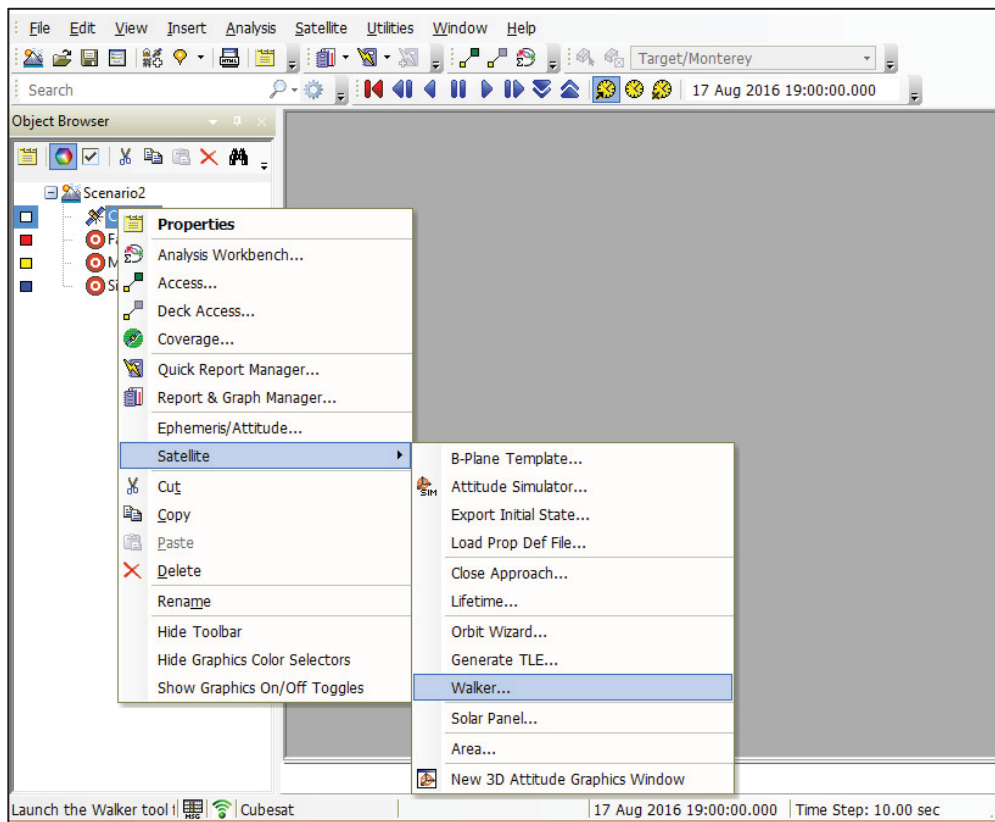 File Edit View Insert Analysis Satellite Utilities Window Help
HTML
Target/Monterey
Search
17 Aug 2016 19:00:00.000
Object Browser
Scenario2
C
Fa
M
Si
Properties
Analysis Workbench...
Access...
Deck Access...
Coverage...
Quick Report Manager...
Report & Graph Manager...
Ephemeris/Attitude...
Satellite
Cut
Copy
Paste
Delete
Rename
Hide Toolbar
Hide Graphics Color Selectors
Show Graphics On/Off Toggles
B-Plane Template...
SIM Attitude Simulator...
Export Initial State...
Load Prop Def File...
Close Approach...
Lifetime...
Orbit Wizard...
Generate TLE...
Walker...
Solar Panel...
Area...
New 3D Attitude Graphics Window
Launch the Walker tool t MSG Cubesat 17 Aug 2016 19:00:00.000 Time Step: 10.00 sec